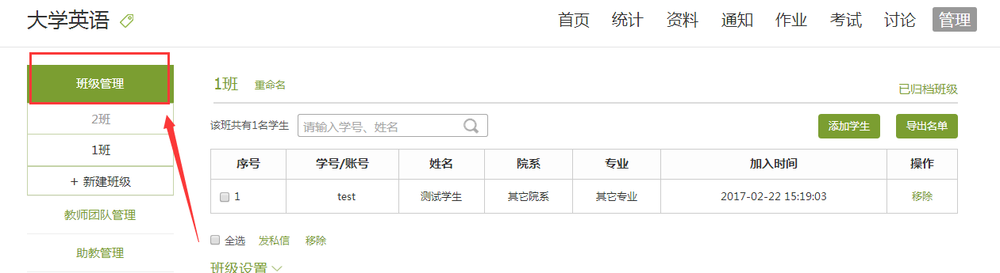 大学英语
首页 统计 资料 通知 作业 考试 讨论 管理
班级管理
2班
1班
+ 新建班级
教师团队管理
助教管理
1班 重命名 已归档班级
该班共有1名学生 请输入学号、姓名 添加学生 导出名单
序号 学号/账号 姓名 院系 专业 加入时间 操作
1 test 测试学生 其它院系 其它专业 2017-02-22 15:19:03 移除
全选 发私信 移除
班级设置